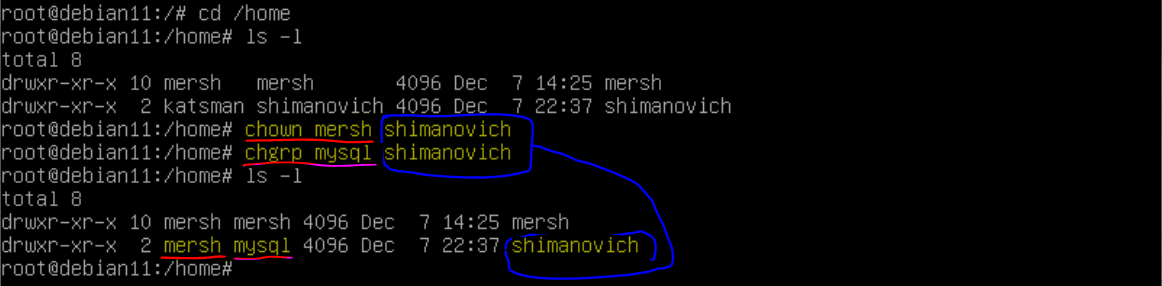 root@debian11:/# cd /home
root@debian11:/home# ls -l
total 8
drwxr-xr-x 10 mersh   mersh       4096 Dec  7 14:25 mersh
drwxr-xr-x  2 katsman shimanovich 4096 Dec  7 22:37 shimanovich
root@debian11:/home# chown mersh shimanovich
root@debian11:/home# chgrp mysql shimanovich
root@debian11:/home# ls -l
total 8
drwxr-xr-x 10 mersh mersh 4096 Dec  7 14:25 mersh
drwxr-xr-x  2 mersh mysql 4096 Dec  7 22:37 shimanovich
root@debian11:/home#